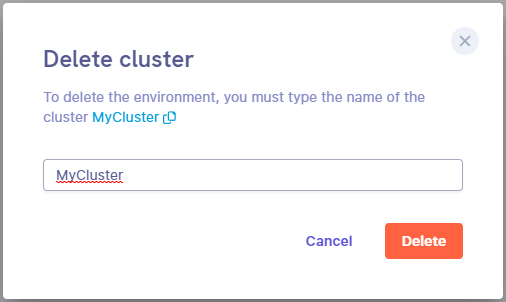 Delete cluster
To delete the environment, you must type the name of the
cluster MyCluster
MyCluster
Cancel
Delete